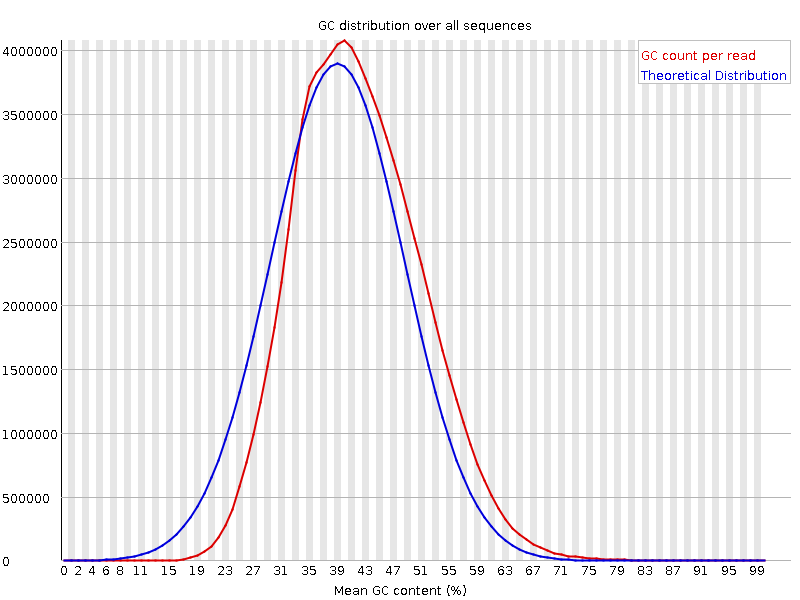 GC distribution over all sequences
GC count per read
Theoretical Distribution
4000000
3500000
3000000
2500000
2000000
1500000
1000000
500000
0
0 2 4 6 8 11 15 19 23 27 31 35 39 43 47 51 55 59 63 67 71 75 79 83 87 91 95 99
Mean GC content (%)